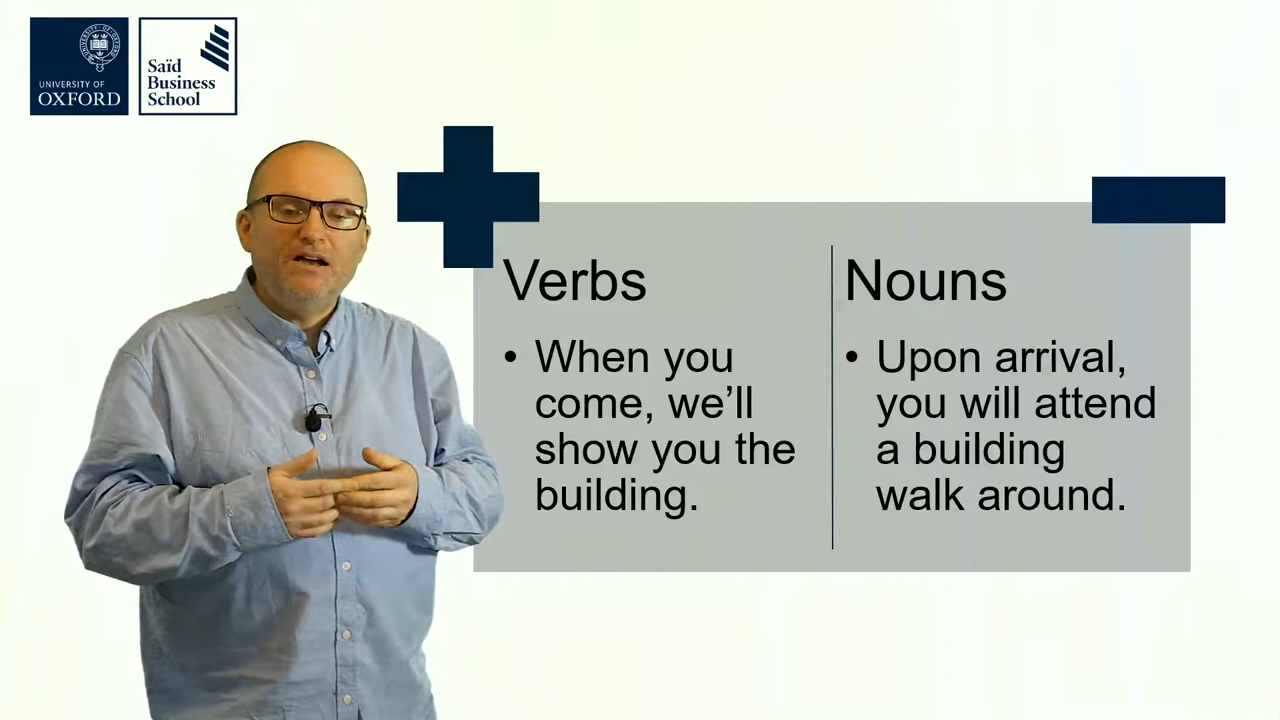 UNIVERSITY OF
OXFORD
Saïd
Business
School
Verbs
• When you
come, we’ll
show you the
building.
Nouns
• Upon arrival,
you will attend
a building
walk around.